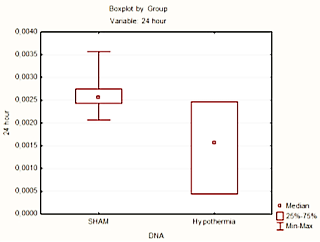 Boxplot by Group
Variable: 24 hour
0.0040
0.0035
0.0030
0.0025
0.0020
0.0015
0.0010
0.0005
0.0000
24 hour
SHAM
Hypothermia
DNA
Median
25%-75%
Min-Max